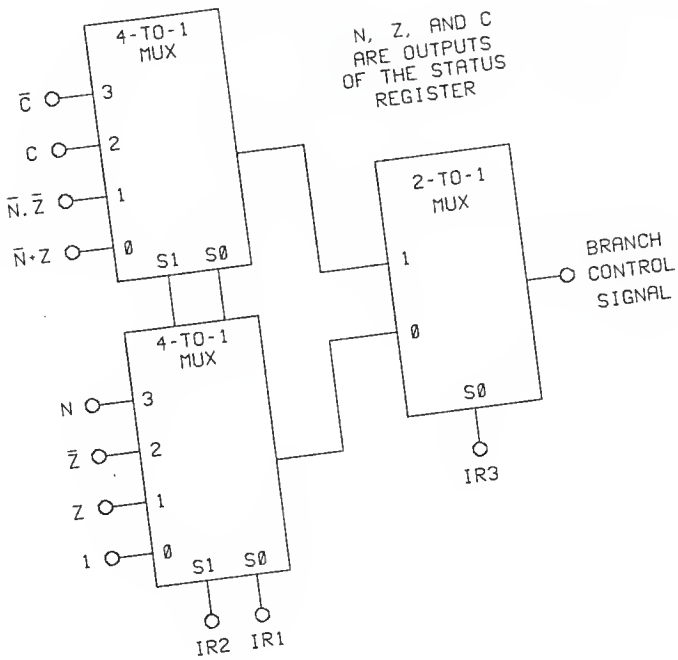 4-TO-1
MUX
C̅
3
C
2
N̅.Z̅
1
N̅+Z
0
S1 S0
N, Z, AND C
ARE OUTPUTS
OF THE STATUS
REGISTER
2-TO-1
MUX
1
0
S0
IR3
BRANCH
CONTROL
SIGNAL
4-TO-1
MUX
N
3
Z̅
2
Z
1
1
0
S1 S0
IR2 IR1